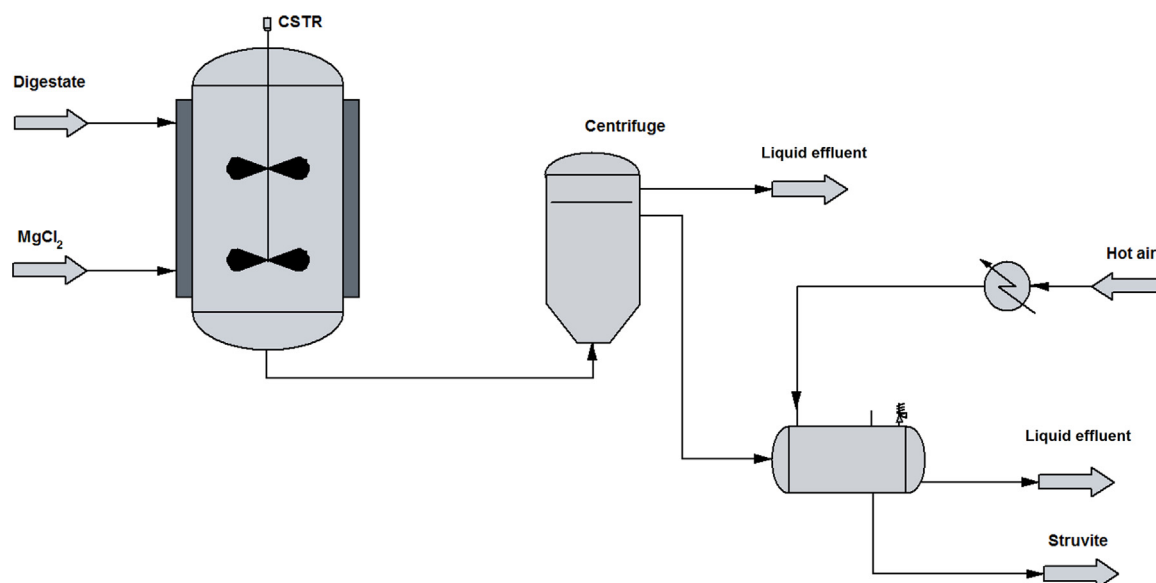 CSTR
Digestate
Centrifuge
Liquid effluent
MgCl₂
Hot air
Liquid effluent
Struvite